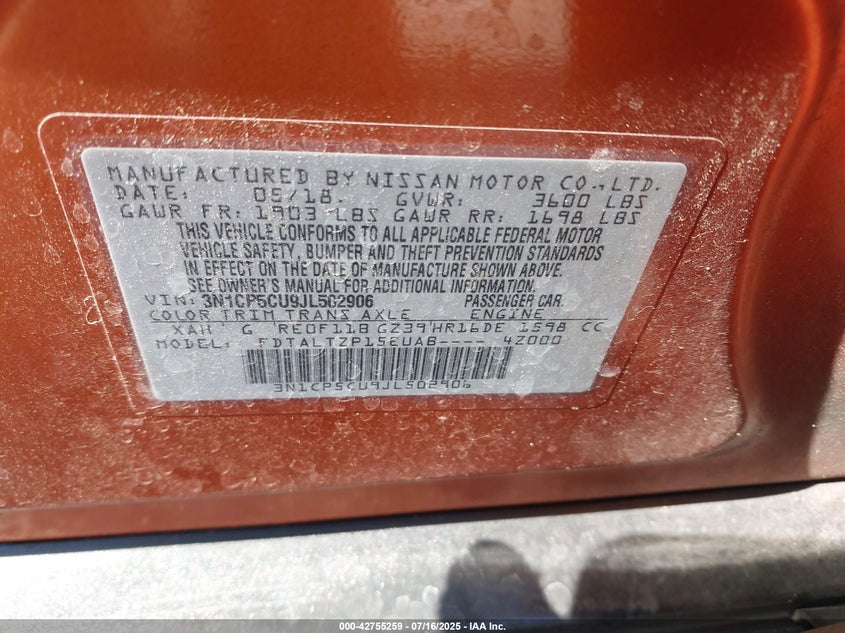 MANUFACTURED BY NISSAN MOTOR CO.,LTD.
DATE: 05/18. GVWR: 3600 LBS
GAWR FR: 1903 LBS GAWR RR: 1698 LBS
THIS VEHICLE CONFORMS TO ALL APPLICABLE FEDERAL MOTOR
VEHICLE SAFETY, BUMPER AND THEFT PREVENTION STANDARDS
IN EFFECT ON THE DATE OF MANUFACTURE SHOWN ABOVE.
SEE OWNER'S MANUAL FOR ADDITIONAL INFORMATION
VIN: 3N1CP5CU9JL502906 PASSENGER CAR.
COLOR TRIM TRANS AXLE ENGINE
XAH G RE0F11B GZ39 HR16DE 1598 CC
MODEL: FDTALTZP15EUAB---- 4Z000
3N1CP5CU9JL502906
000-42755259 - 07/16/2025 - IAA Inc.